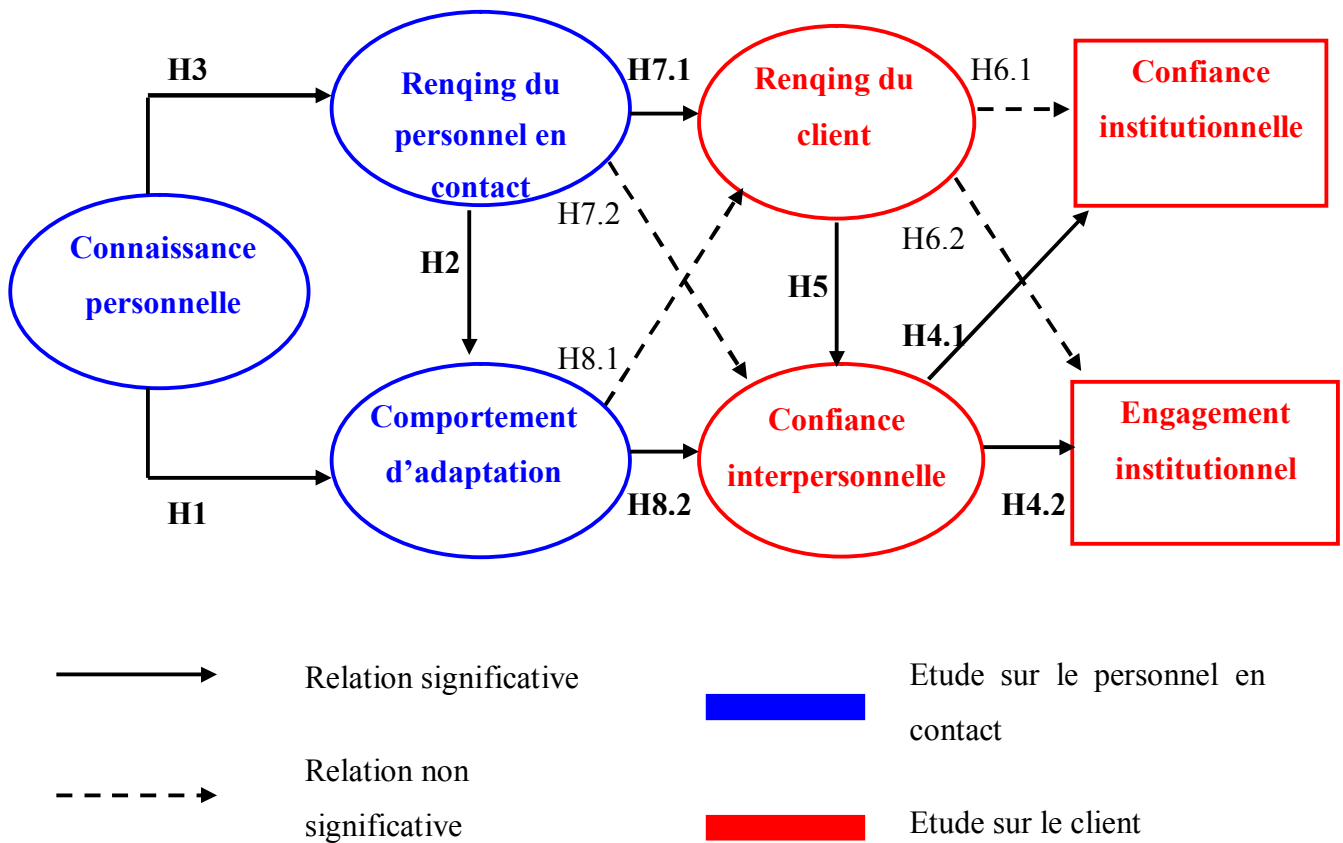 H3
Renqing du
personnel en
contact
H7.1
Renqing du
client
H6.1
Confiance
institutionnelle
Connaissance
personnelle
H2
H7.2
H8.1
H5
H6.2
H4.1
H1
Comportement
d’adaptation
H8.2
Confiance
interpersonnelle
H4.2
Engagement
institutionnel
Relation significative
Relation non
significative
Etude sur le personnel en
contact
Etude sur le client